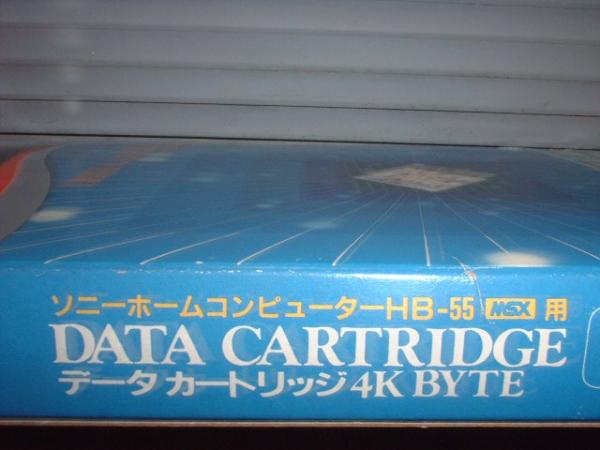 ソニーホームコンピューターHB-55 MSX 用
DATA CARTRIDGE
データカートリッジ4K BYTE